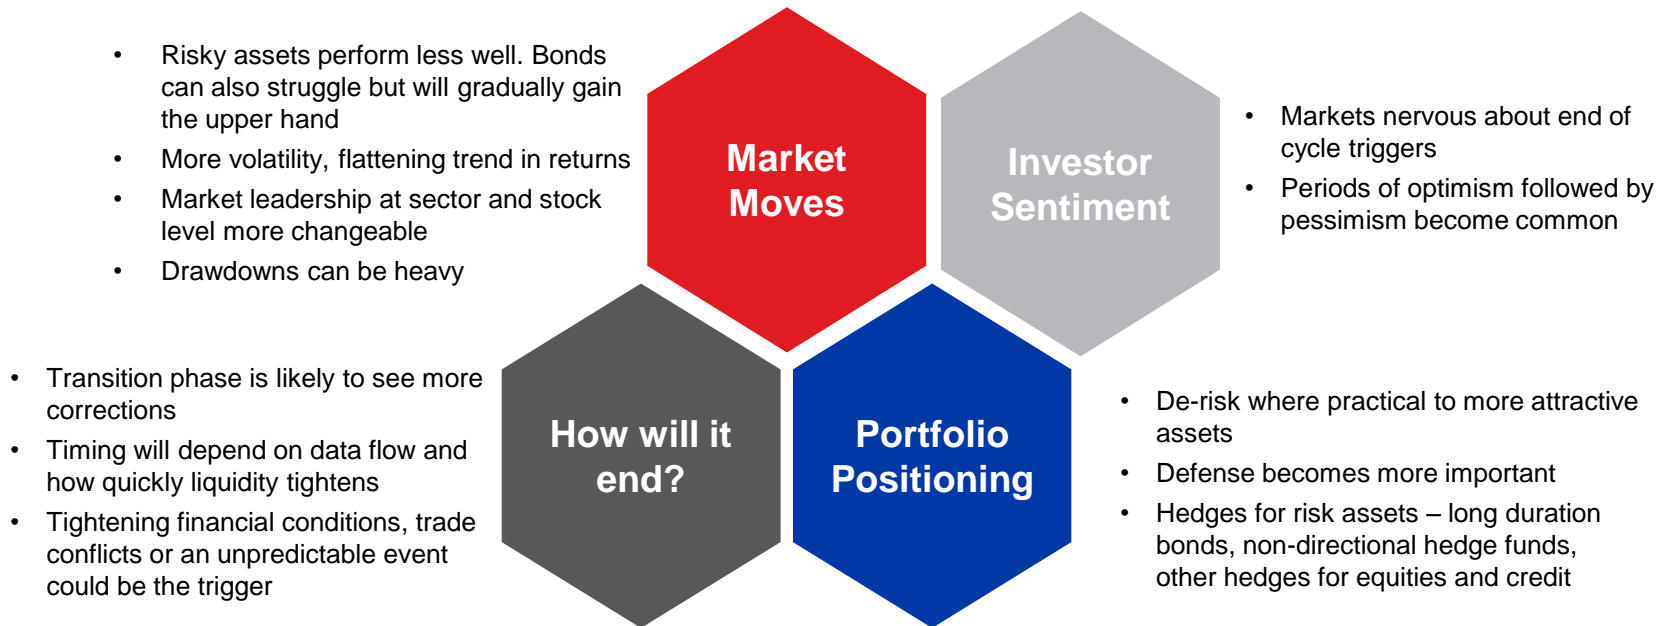 • Risky assets perform less well. Bonds
can also struggle but will gradually gain
the upper hand
• More volatility, flattening trend in returns
• Market leadership at sector and stock
level more changeable
• Drawdowns can be heavy
Market
Moves
Investor
Sentiment
• Markets nervous about end of
cycle triggers
• Periods of optimism followed by
pessimism become common
• Transition phase is likely to see more
corrections
• Timing will depend on data flow and
how quickly liquidity tightens
• Tightening financial conditions, trade
conflicts or an unpredictable event
could be the trigger
How will it
end?
Portfolio
Positioning
• De-risk where practical to more attractive
assets
• Defense becomes more important
• Hedges for risk assets – long duration
bonds, non-directional hedge funds,
other hedges for equities and credit